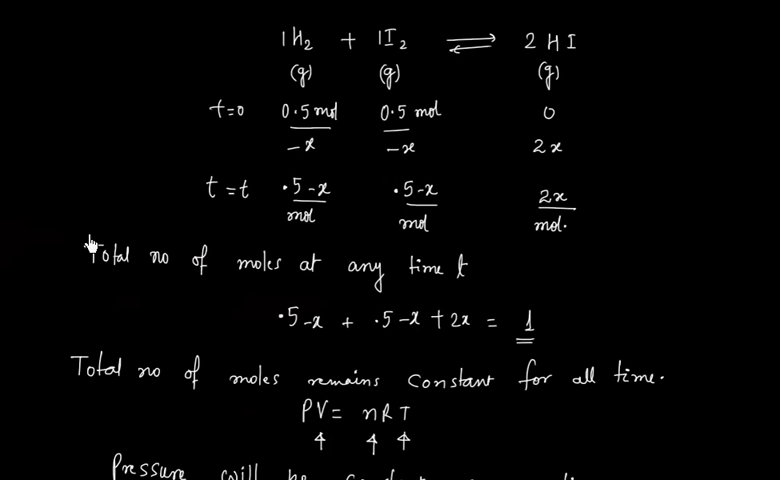 1H₂ + 1I₂ ⇌ 2HI
(g) (g) (g)
t=0 0.5 mol 0.5 mol 0
-x -x 2x
t=t .5-x .5-x 2x
mol mol mol.
Total no of moles at any time t
.5-x + .5-x + 2x = 1
Total no of moles remains constant for all time.
PV = nRT
Pressure will be